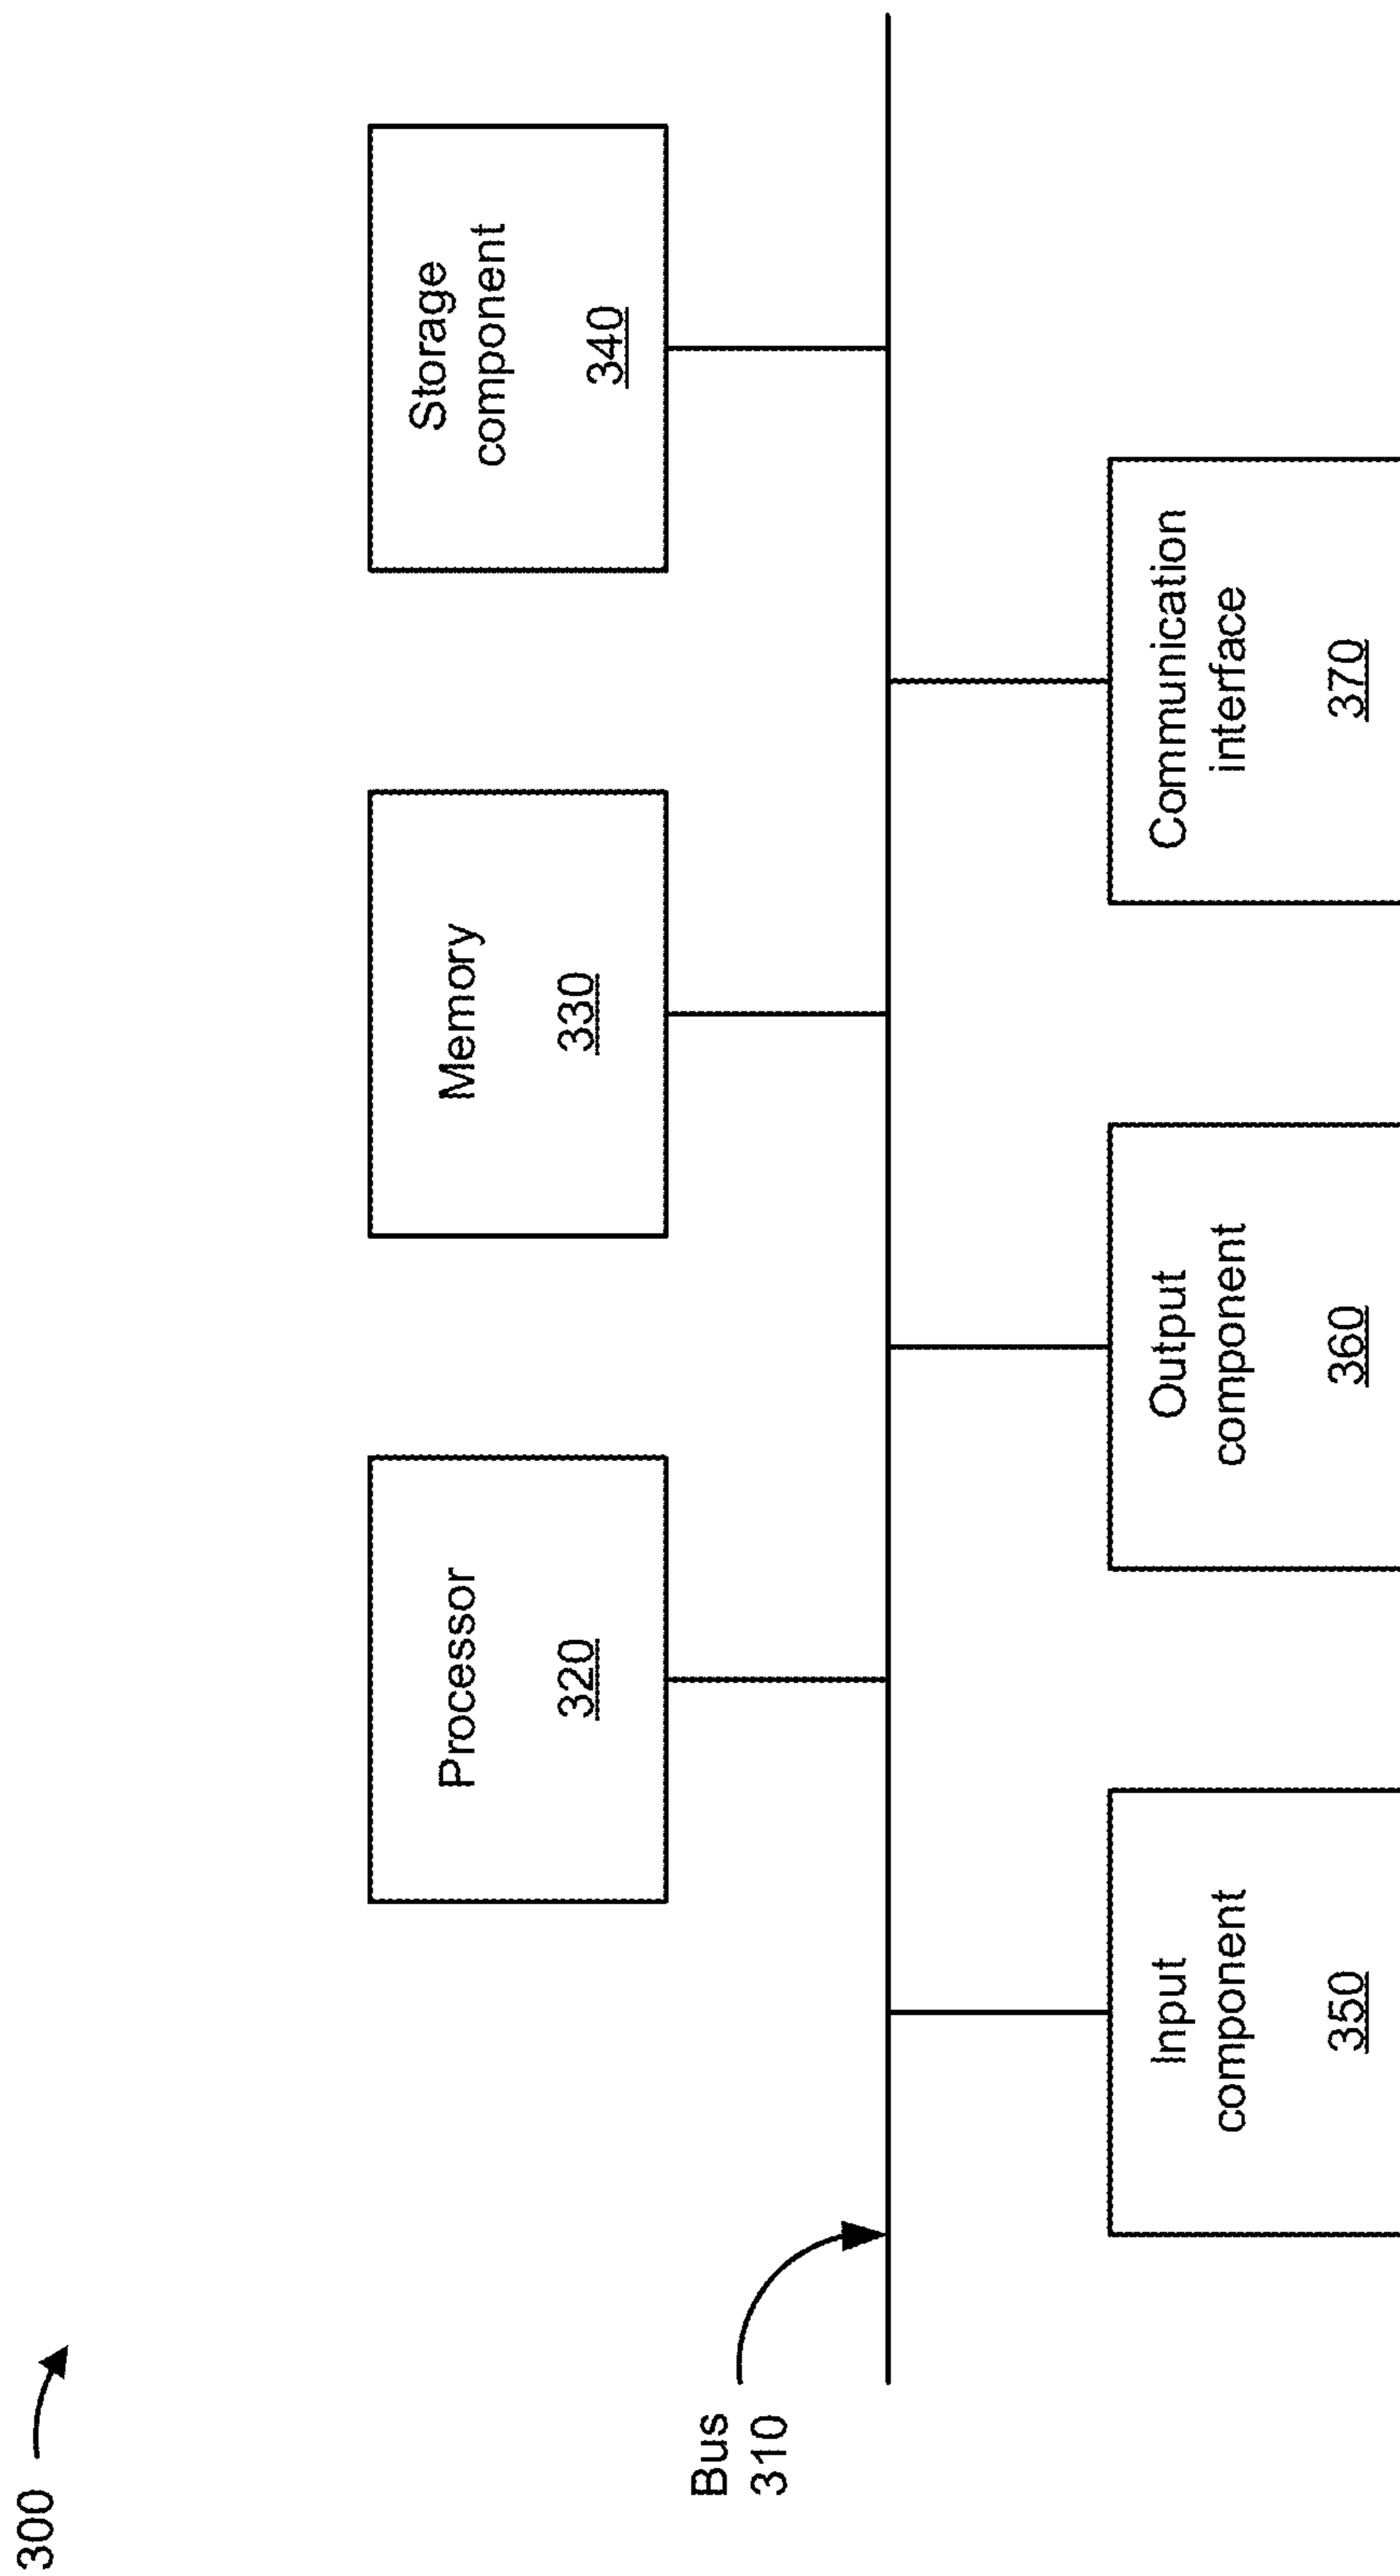 300
Processor
320
Memory
330
Storage
component
340
Bus
310
Input
component
350
Output
component
360
Communication
interface
370